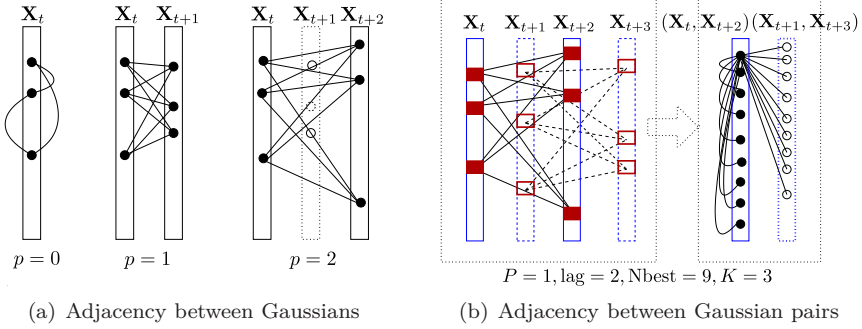 X_t X_{t+1} X_t X_{t+1} X_{t+2} X_t X_{t+1} X_{t+2} X_{t+3} (X_t, X_{t+2})(X_{t+1}, X_{t+3})
X_t
p = 0 p = 1 p = 2
P = 1, lag = 2, Nbest = 9, K = 3
(a) Adjacency between Gaussians (b) Adjacency between Gaussian pairs